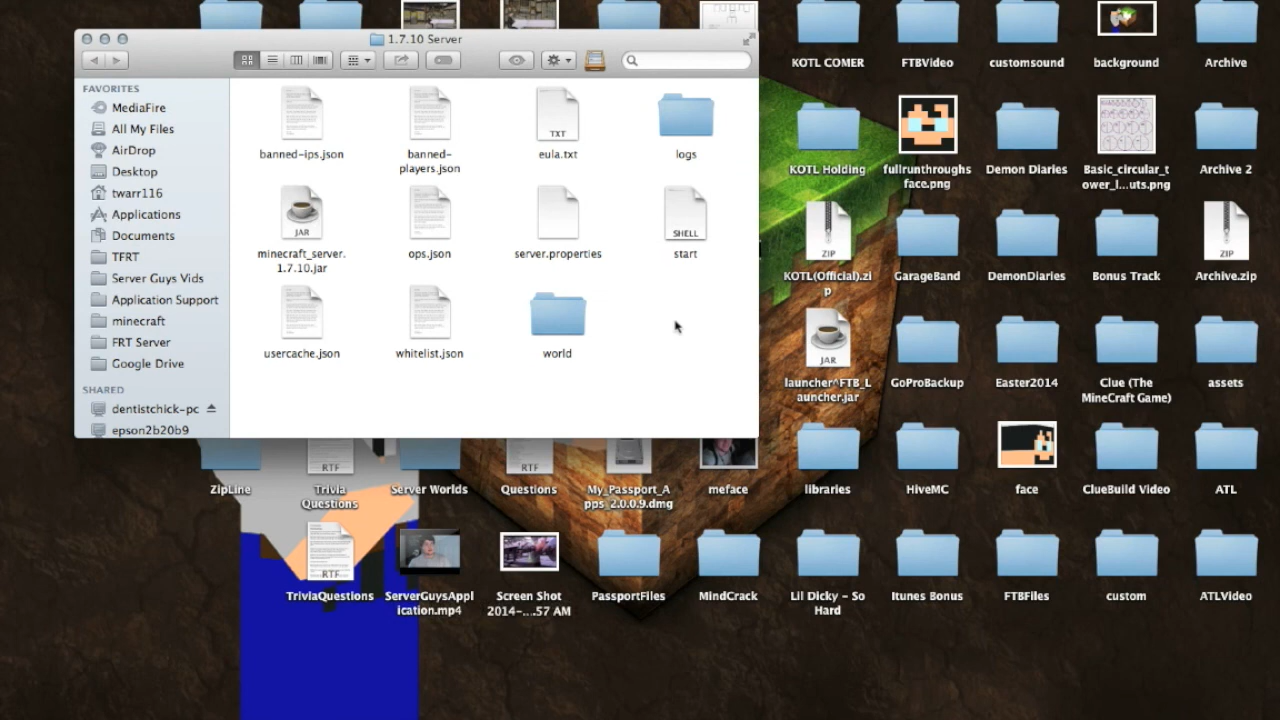 1.7.10 Server
FAVORITES
MediaFire
All My Files
AirDrop
Desktop
twarr116
Applications
Documents
TFRT
Server Guys Vids
Application Support
minecraft
FRT Server
Google Drive
SHARED
dentistchick-pc
epson2b20b9
banned-ips.json
banned-
players.json
TXT
eula.txt
logs
JAR
minecraft_server.
1.7.10.jar
ops.json
server.properties
SHELL
start
usercache.json
whitelist.json
world
KOTL COMER
FTBVideo
customsound
background
Archive
KOTL Holding
fullrunthroughs
face.png
Demon Diaries
Basic_circular_t
ower_l...uts.png
Archive 2
ZIP
KOTL(Official).zi
p
GarageBand
DemonDiaries
Bonus Track
ZIP
Archive.zip
JAR
launcher^FTB_L
auncher.jar
GoProBackup
Easter2014
Clue (The
MineCraft Game)
assets
ZipLine
RTF
Trivia
Questions
Server Worlds
RTF
Questions
My_Passport_A
pps_2.0.0.9.dmg
meface
libraries
HiveMC
face
ClueBuild Video
ATL
RTF
TriviaQuestions
ServerGuysAppl
ication.mp4
Screen Shot
2014-....57 AM
PassportFiles
MindCrack
Lil Dicky - So
Hard
Itunes Bonus
FTBFiles
custom
ATLVideo